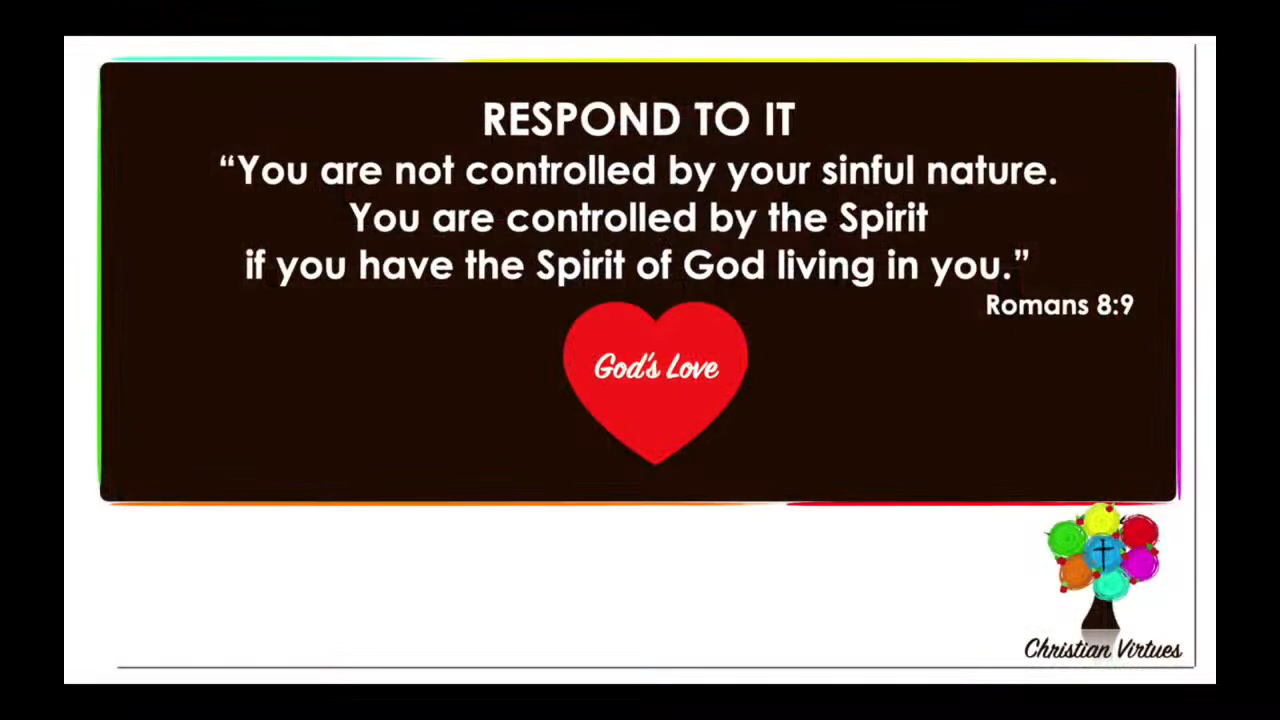 RESPOND TO IT
“You are not controlled by your sinful nature.
You are controlled by the Spirit
if you have the Spirit of God living in you.”
Romans 8:9
God's Love
Christian Virtues